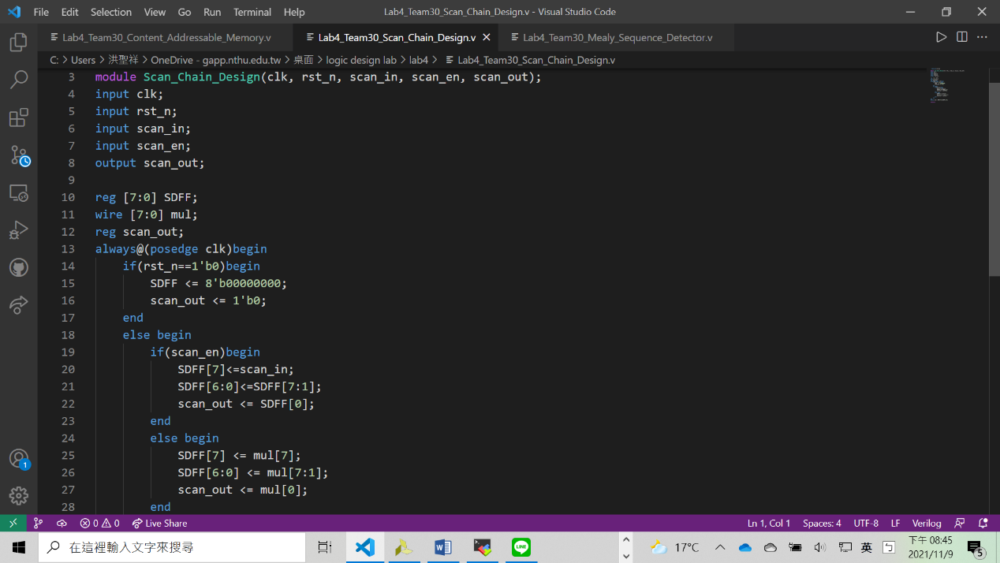 File Edit Selection View Go Run Terminal Help Lab4_Team30_Scan_Chain_Design.v - Visual Studio Code
Lab4_Team30_Content_Addressable_Memory.v Lab4_Team30_Scan_Chain_Design.v Lab4_Team30_Mealy_Sequence_Detector.v
C: > Users > 洪聖祥 > OneDrive - gapp.nthu.edu.tw > 桌面 > logic design lab > lab4 > Lab4_Team30_Scan_Chain_Design.v
3 module Scan_Chain_Design(clk, rst_n, scan_in, scan_en, scan_out);
4 input clk;
5 input rst_n;
6 input scan_in;
7 input scan_en;
8 output scan_out;
9
10 reg [7:0] SDFF;
11 wire [7:0] mul;
12 reg scan_out;
13 always@(posedge clk)begin
14 if(rst_n==1'b0)begin
15 SDFF <= 8'b00000000;
16 scan_out <= 1'b0;
17 end
18 else begin
19 if(scan_en)begin
20 SDFF[7]<=scan_in;
21 SDFF[6:0]<=SDFF[7:1];
22 scan_out <= SDFF[0];
23 end
24 else begin
25 SDFF[7] <= mul[7];
26 SDFF[6:0] <= mul[7:1];
27 scan_out <= mul[0];
28 end
1
0 0 Live Share Ln 1, Col 1 Spaces: 4 UTF-8 LF Verilog
在這裡輸入文字來搜尋 LINE 17°C 英 下午 08:45
2021/11/9 5